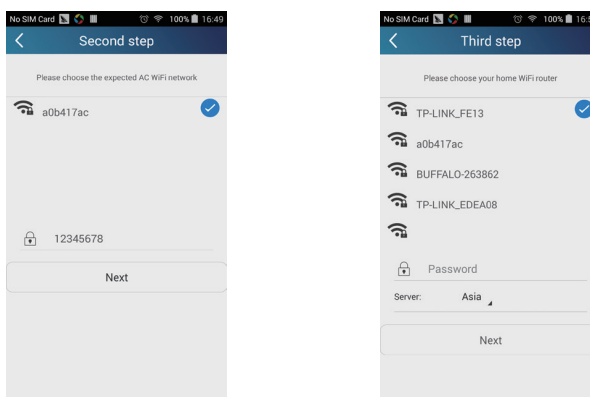 No SIM Card 100% 16:49
Second step
Please choose the expected AC WiFi network
a0b417ac
12345678
Next
No SIM Card 100% 16:5
Third step
Please choose your home WiFi router
TP-LINK_FE13
a0b417ac
BUFFALO-263862
TP-LINK_EDEA08
Password
Server: Asia
Next